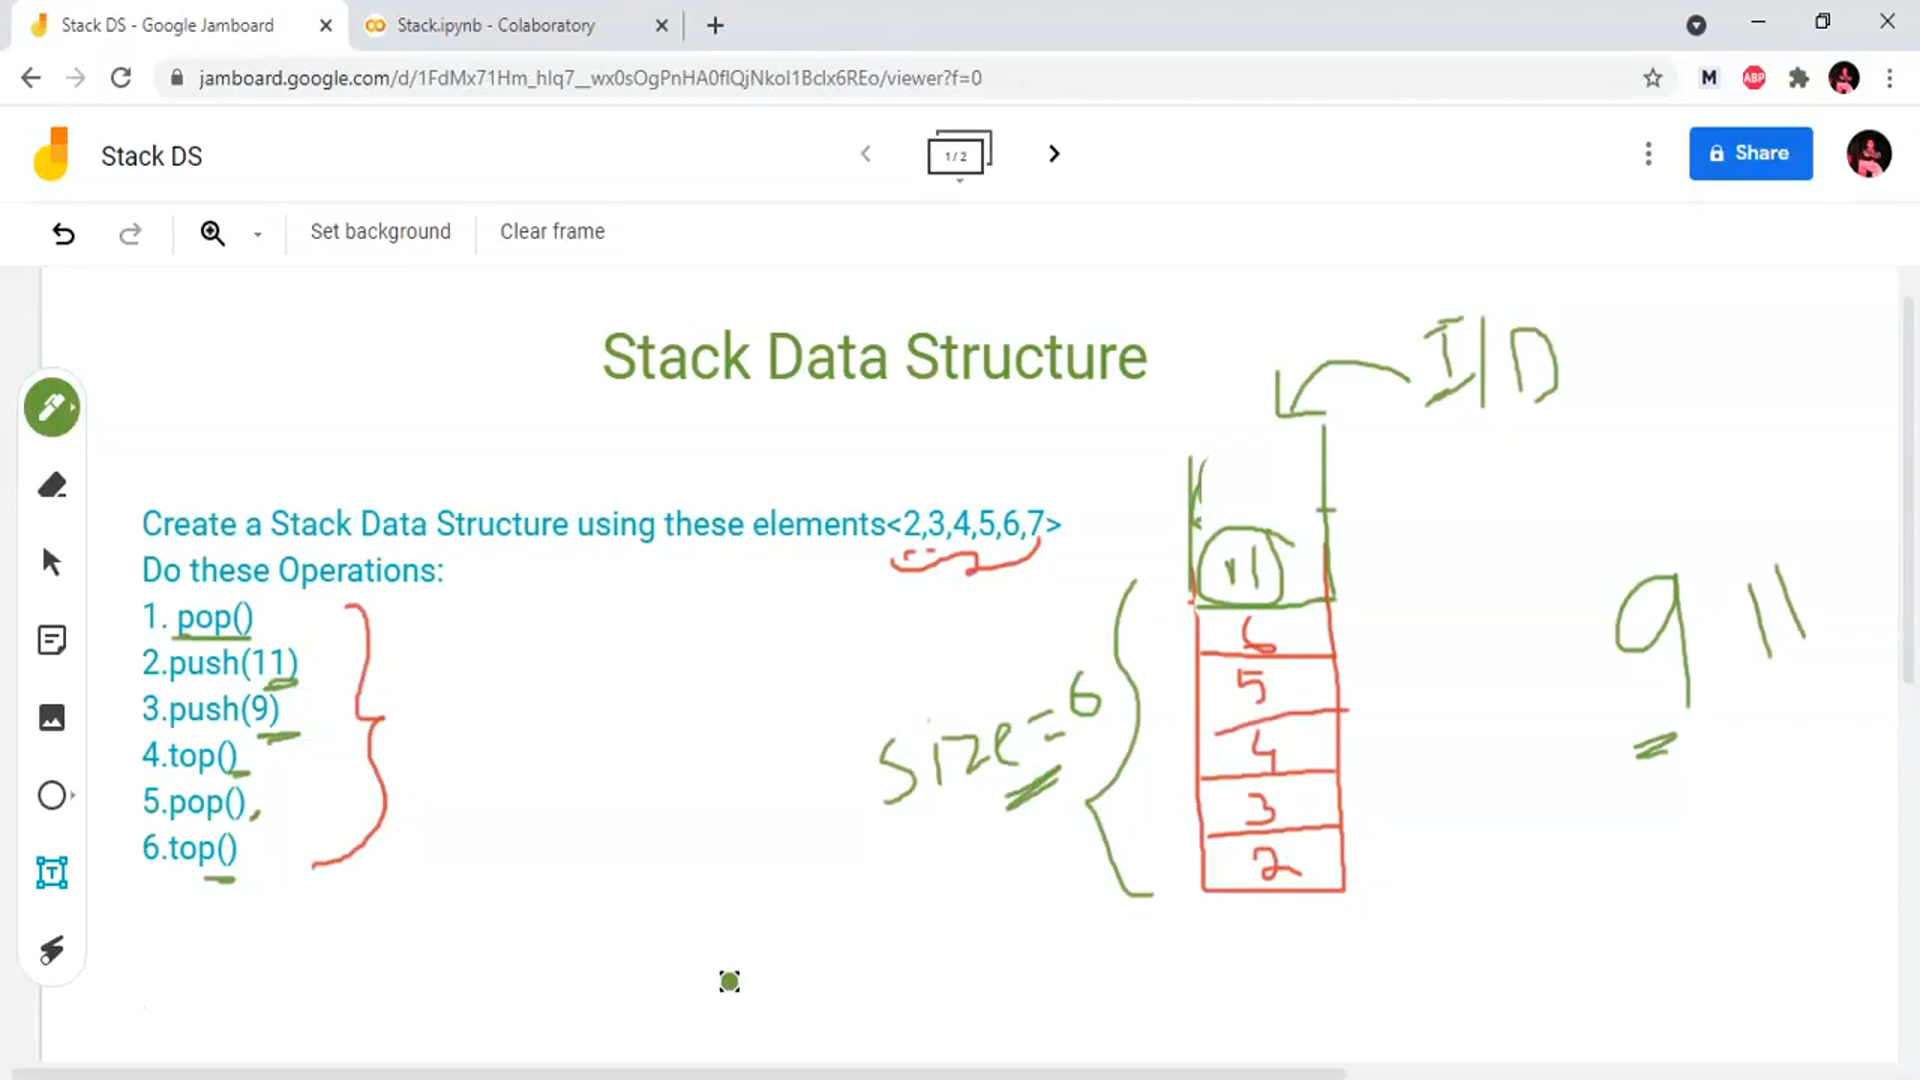 Stack DS - Google Jamboard
Stack.ipynb - Colaboratory
jamboard.google.com/d/1FdMx71Hm_hIq7__wx0sOgPnHA0flQjNkoI1Bclx6REo/viewer?f=0
M
ABP
Stack DS
1 / 2
Share
Set background
Clear frame
Stack Data Structure
I/D
Create a Stack Data Structure using these elements<2,3,4,5,6,7>
Do these Operations:
1. pop()
2.push(11)
3.push(9)
4.top()
5.pop()
6.top()
size = 6
11
6
5
4
3
2
9 11
T